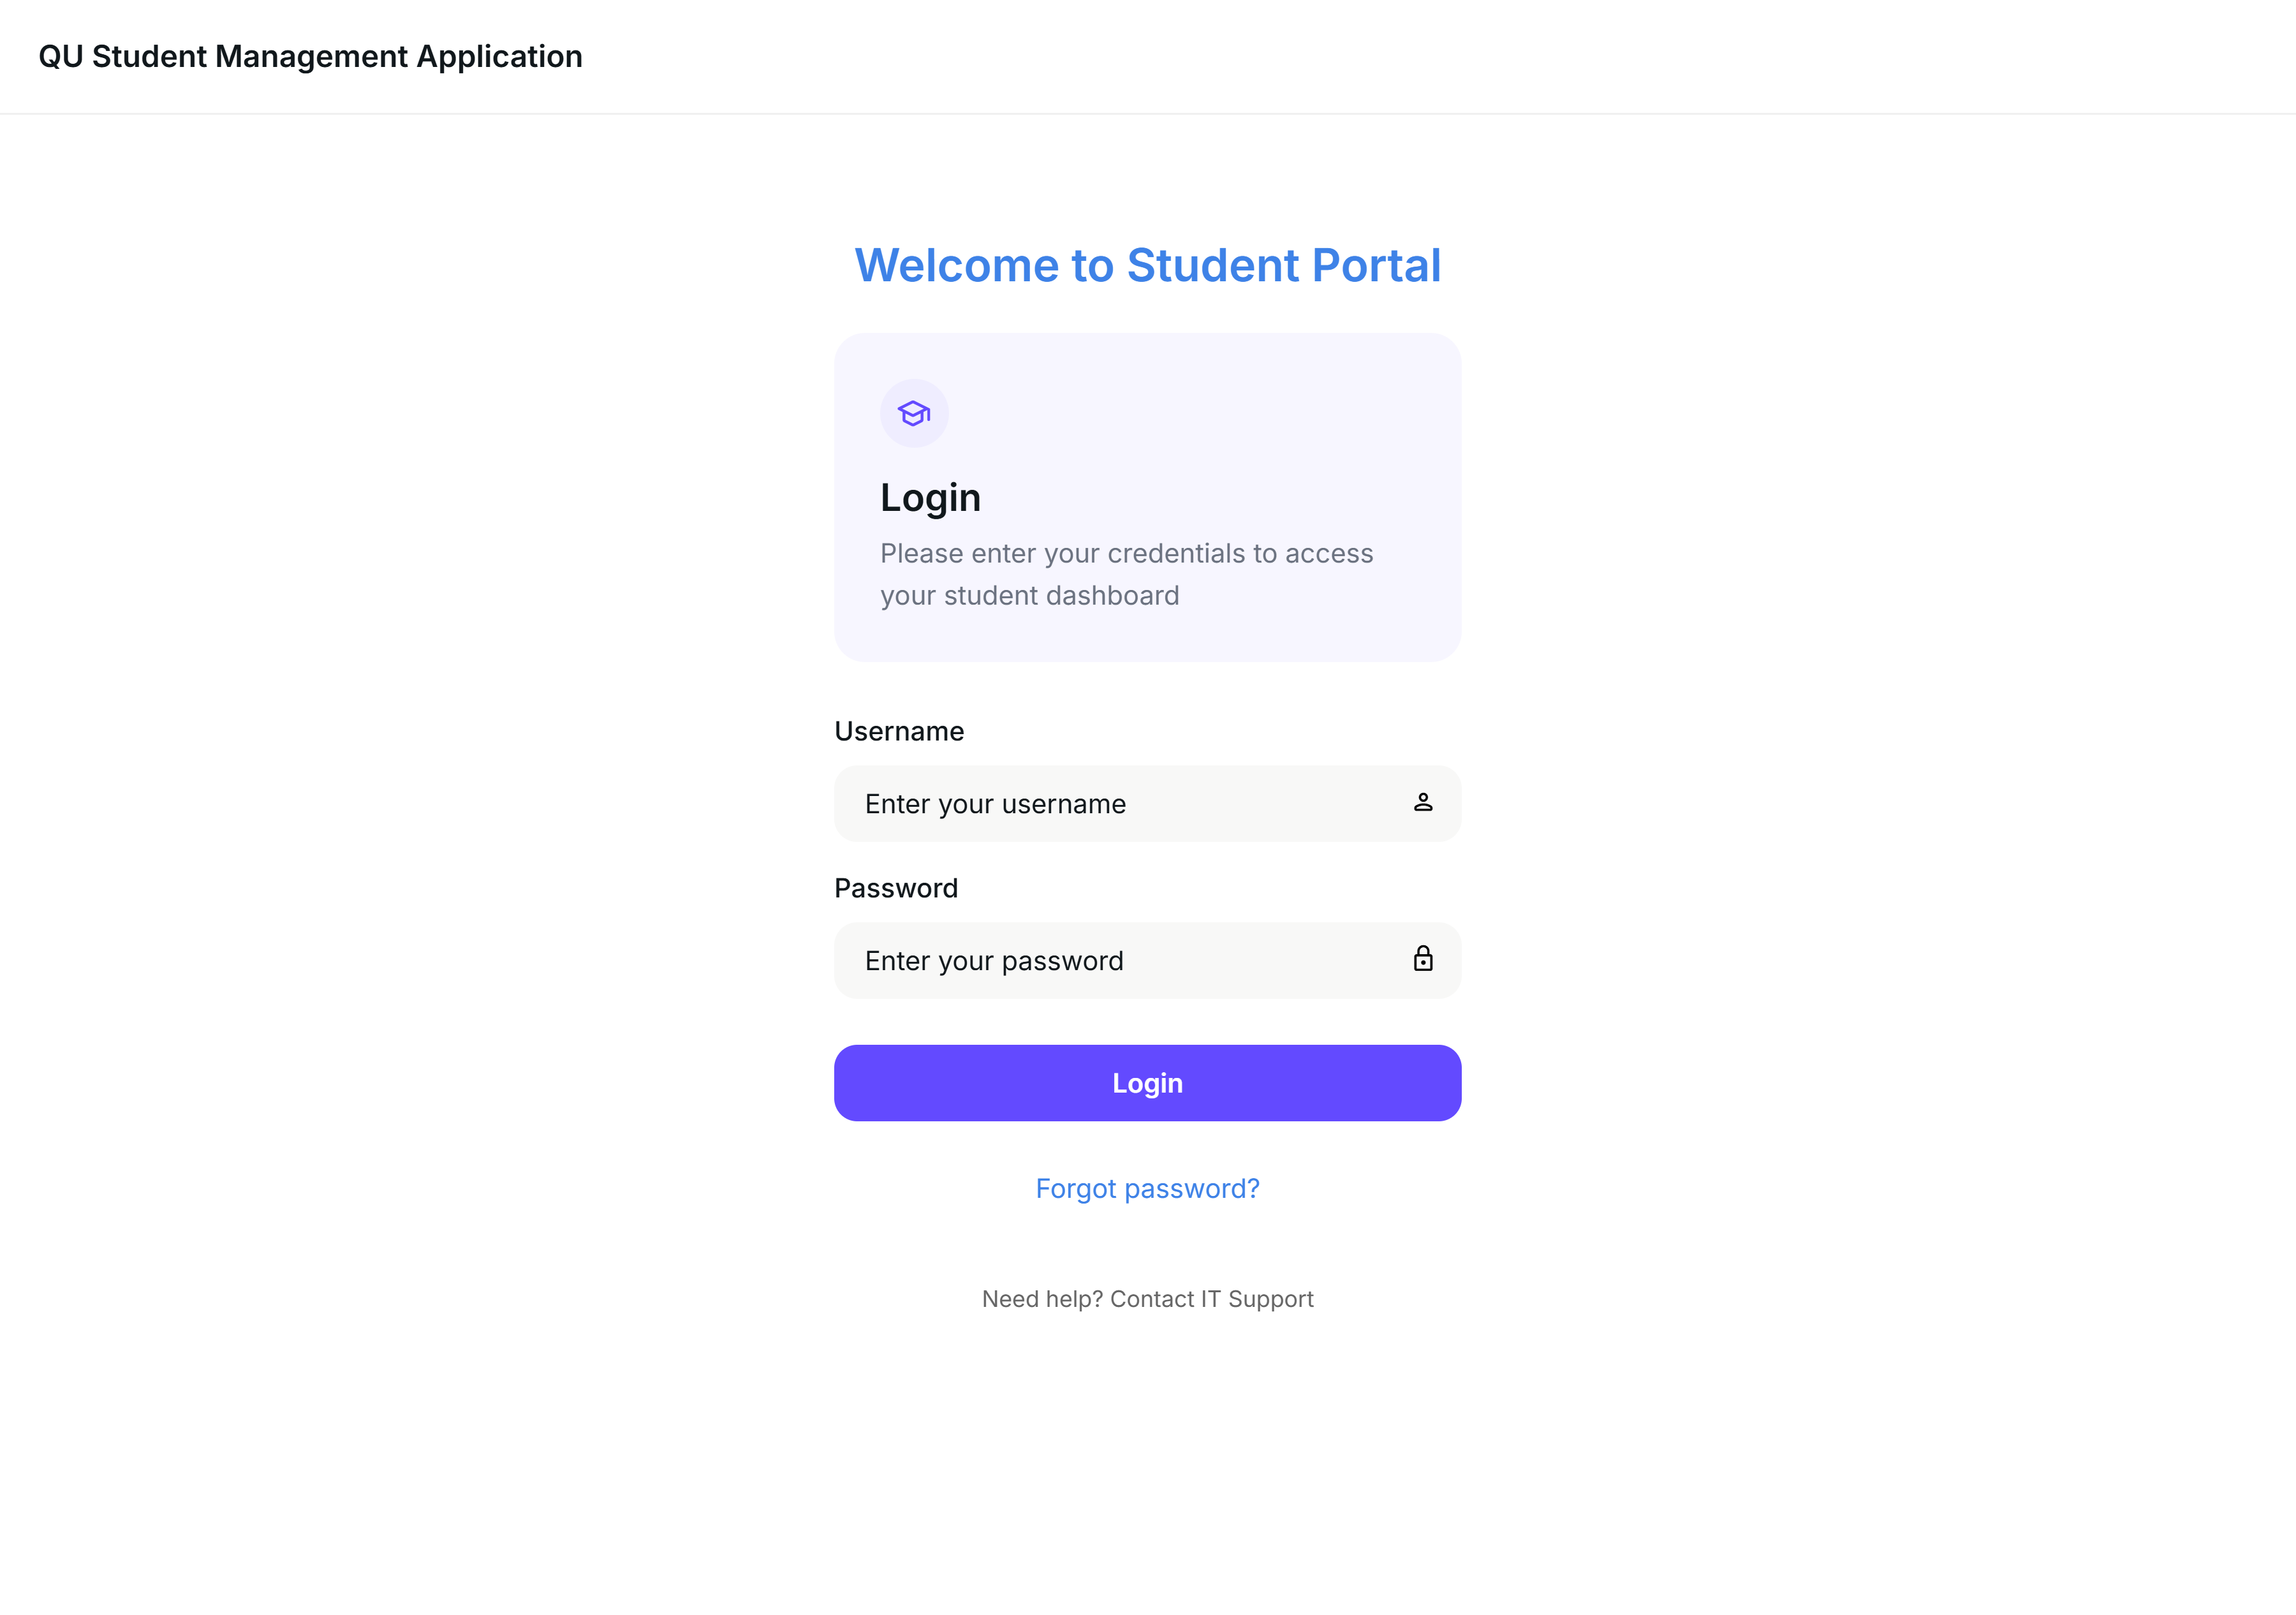 QU Student Management Application
Welcome to Student Portal
Login
Please enter your credentials to access
your student dashboard
Username
Enter your username
Password
Enter your password
Login
Forgot password?
Need help? Contact IT Support